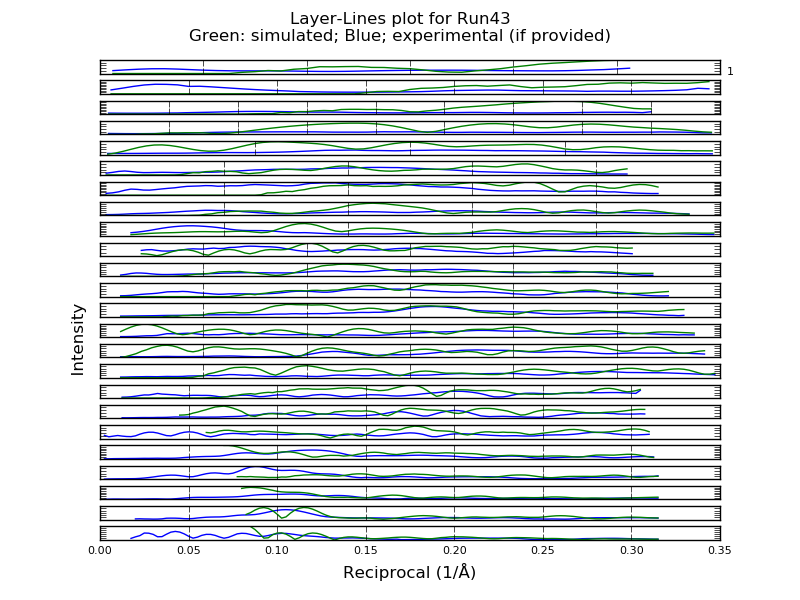 Layer-Lines plot for Run43
Green: simulated; Blue; experimental (if provided)
1
Intensity
0.00 0.05 0.10 0.15 0.20 0.25 0.30 0.35
Reciprocal (1/Å)